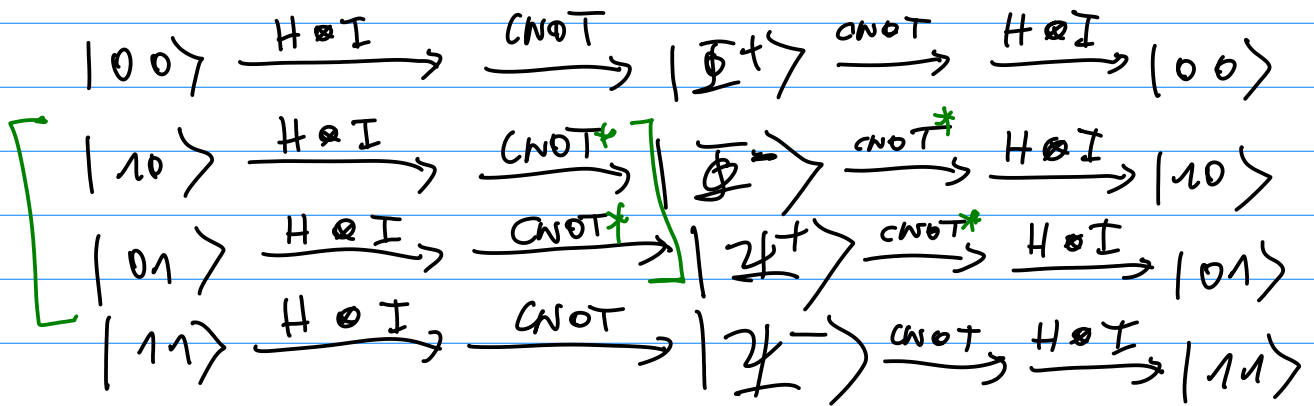 |00⟩ H⊗I → CNOT → |Φ+⟩ CNOT → H⊗I → |00⟩
|10⟩ H⊗I → CNOT* → |Φ-⟩ CNOT* → H⊗I → |10⟩
|01⟩ H⊗I → CNOT* → |Ψ+⟩ CNOT* → H⊗I → |01⟩
|11⟩ H⊗I → CNOT → |Ψ-⟩ CNOT → H⊗I → |11⟩